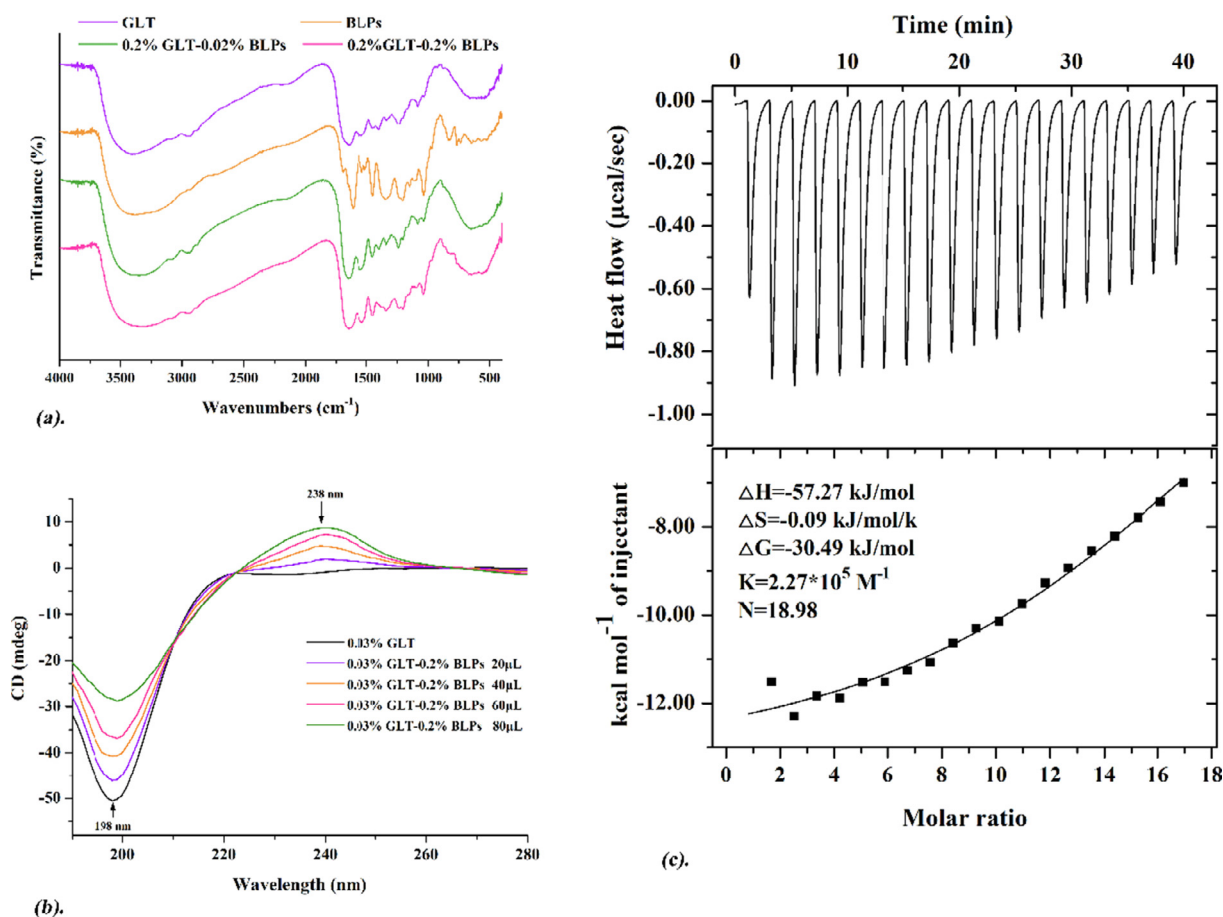 GLT
BLPs
0.2% GLT-0.02% BLPs
0.2%GLT-0.2% BLPs
Transmittance (%)
4000 3500 3000 2500 2000 1500 1000 500
Wavenumbers (cm⁻¹)
(a).
238 nm
10
0
-10
-20
-30
-40
-50
CD (mdeg)
0.03% GLT
0.03% GLT-0.2% BLPs 20μL
0.03% GLT-0.2% BLPs 40μL
0.03% GLT-0.2% BLPs 60μL
0.03% GLT-0.2% BLPs 80μL
198 nm
200 220 240 260 280
Wavelength (nm)
(b).
Time (min)
0 10 20 30 40
0.00
-0.20
-0.40
-0.60
-0.80
-1.00
Heat flow (μcal/sec)
△H=-57.27 kJ/mol
△S=-0.09 kJ/mol/k
△G=-30.49 kJ/mol
K=2.27*10⁵ M⁻¹
N=18.98
-8.00
-10.00
-12.00
kcal mol⁻¹ of injectant
0 2 4 6 8 10 12 14 16 18
Molar ratio
(c).